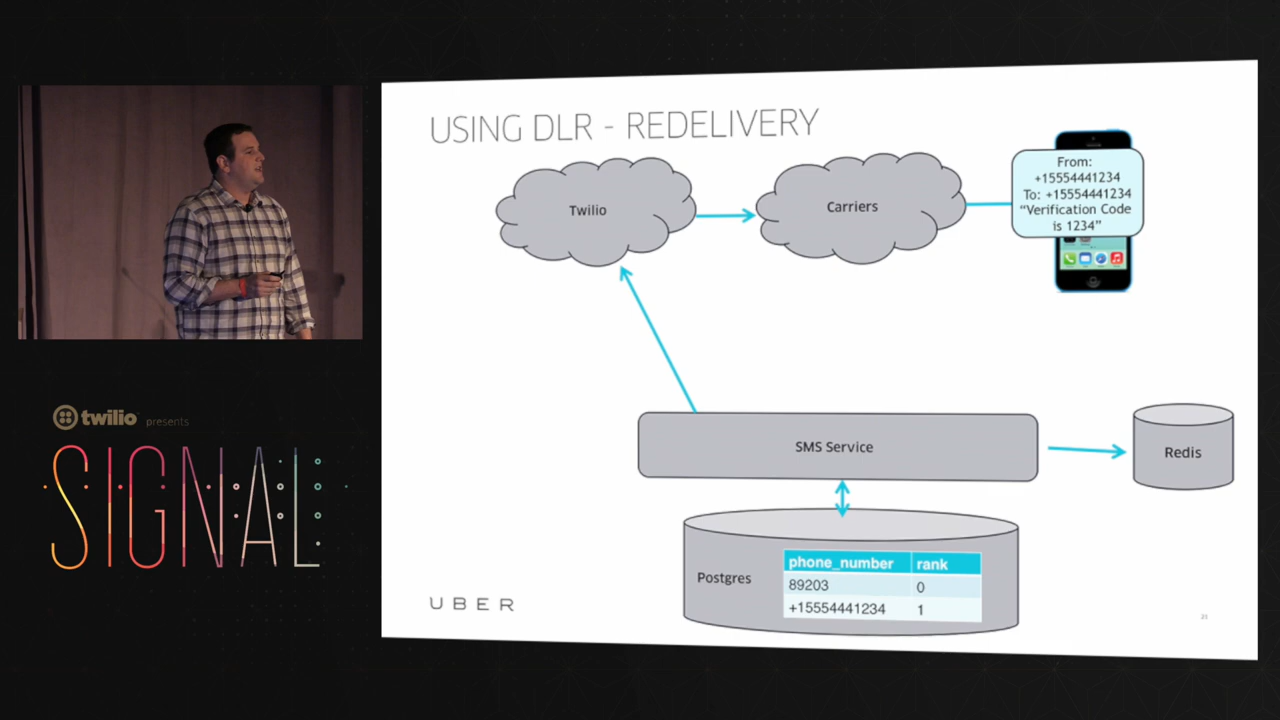 USING DLR - REDELIVERY
Twilio
Carriers
From:
+15554441234
To: +15554441234
"Verification Code
is 1234"
SMS Service
Redis
Postgres
phone_number rank
89203 0
+15554441234 1
UBER
21
twilio presents
SIGNAL